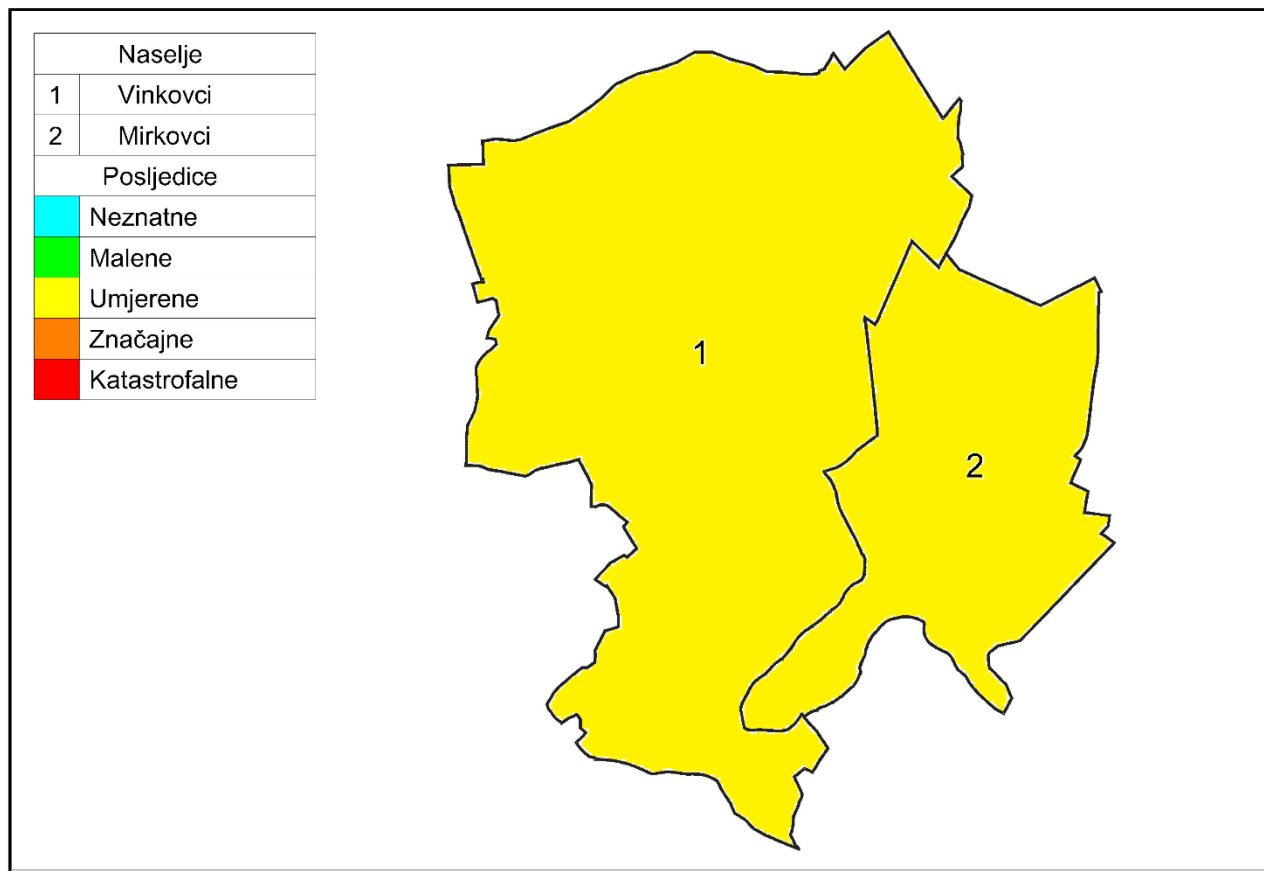 Naselje
1 Vinkovci
2 Mirkovci
Posljedice
Neznatne
Malene
Umjerene
Značajne
Katastrofalne
1
2